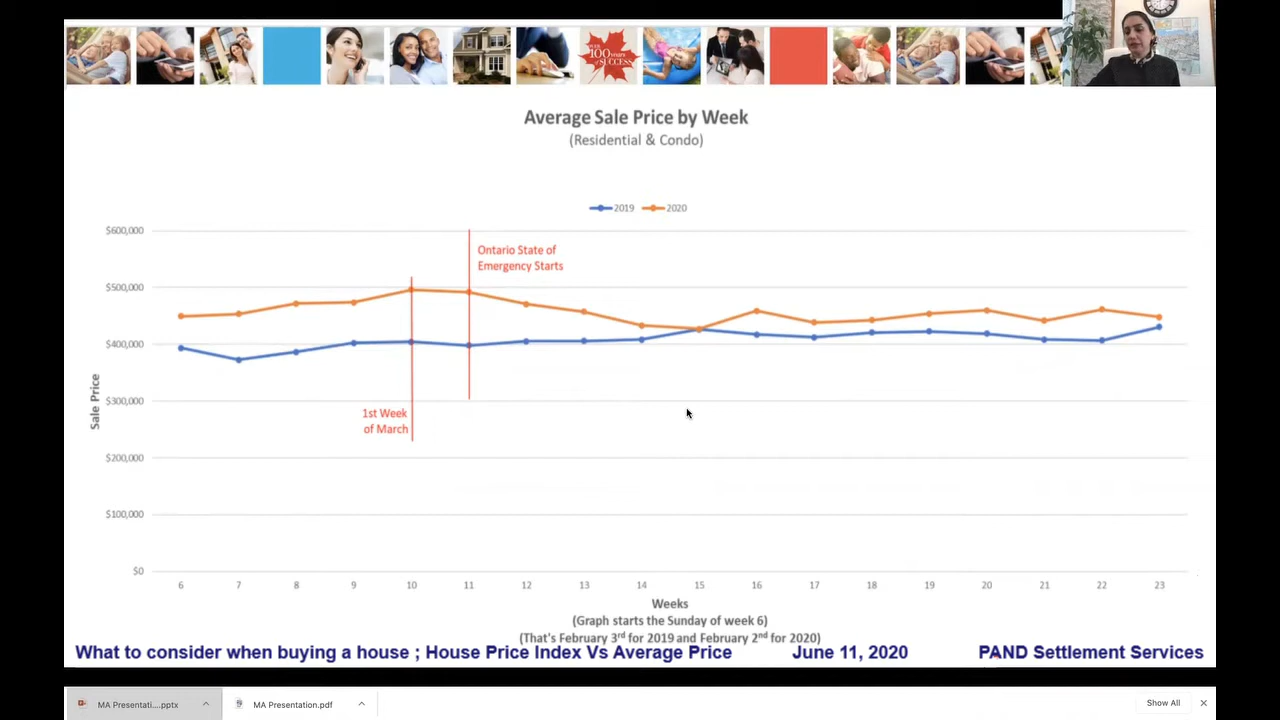 OVER
100 years
of SUCCESS
Average Sale Price by Week
(Residential & Condo)
2019 2020
$600,000
$500,000
$400,000
$300,000
$200,000
$100,000
$0
Sale Price
Ontario State of
Emergency Starts
1st Week
of March
6 7 8 9 10 11 12 13 14 15 16 17 18 19 20 21 22 23
Weeks
(Graph starts the Sunday of week 6)
(That's February 3rd for 2019 and February 2nd for 2020)
What to consider when buying a house ; House Price Index Vs Average Price June 11, 2020 PAND Settlement Services
MA Presentati....pptx MA Presentation.pdf Show All